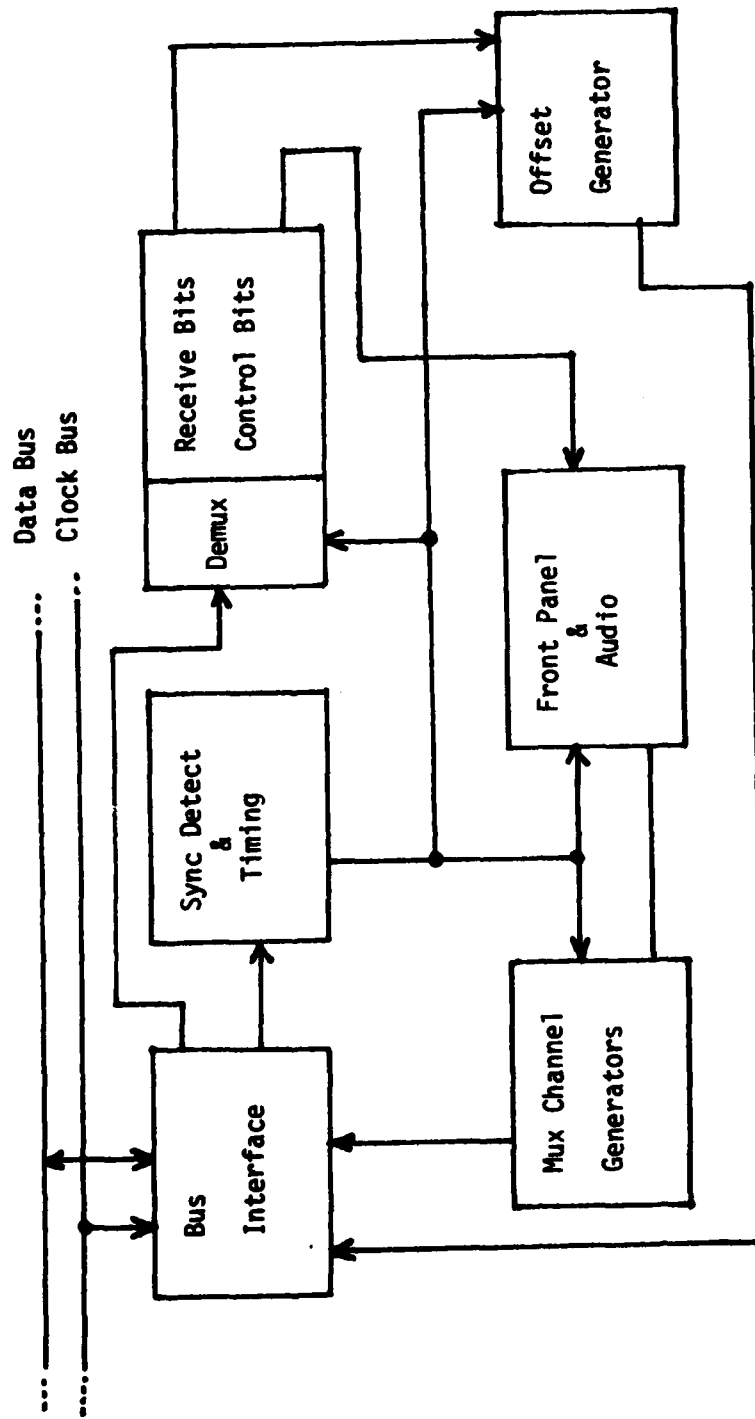 Data Bus
Clock Bus
Bus
Interface
Sync Detect
&
Timing
Demux
Receive Bits
Control Bits
Mux Channel
Generators
Front Panel
&
Audio
Offset
Generator